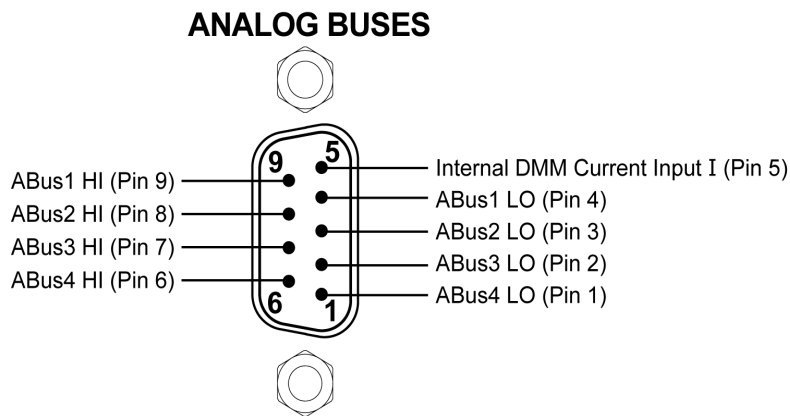 ANALOG BUSES
9
5
ABus1 HI (Pin 9)
ABus2 HI (Pin 8)
ABus3 HI (Pin 7)
ABus4 HI (Pin 6)
Internal DMM Current Input I (Pin 5)
ABus1 LO (Pin 4)
ABus2 LO (Pin 3)
ABus3 LO (Pin 2)
ABus4 LO (Pin 1)
6
1